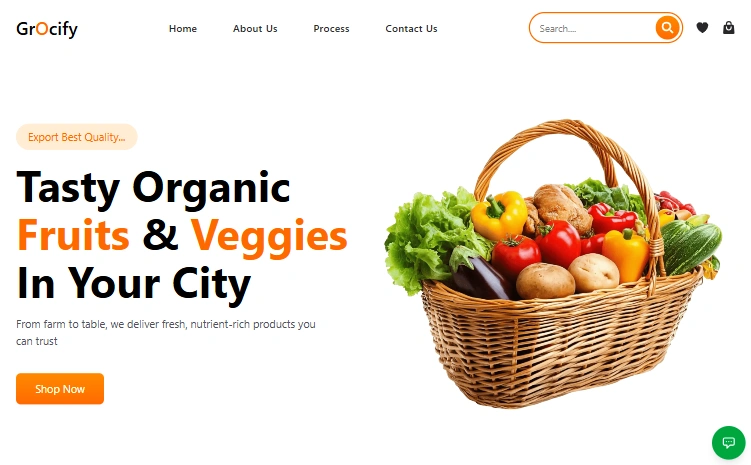 GrOcify
Home
About Us
Process
Contact Us
Search....
Export Best Quality...
Tasty Organic
Fruits & Veggies
In Your City
From farm to table, we deliver fresh, nutrient-rich products you
can trust
Shop Now